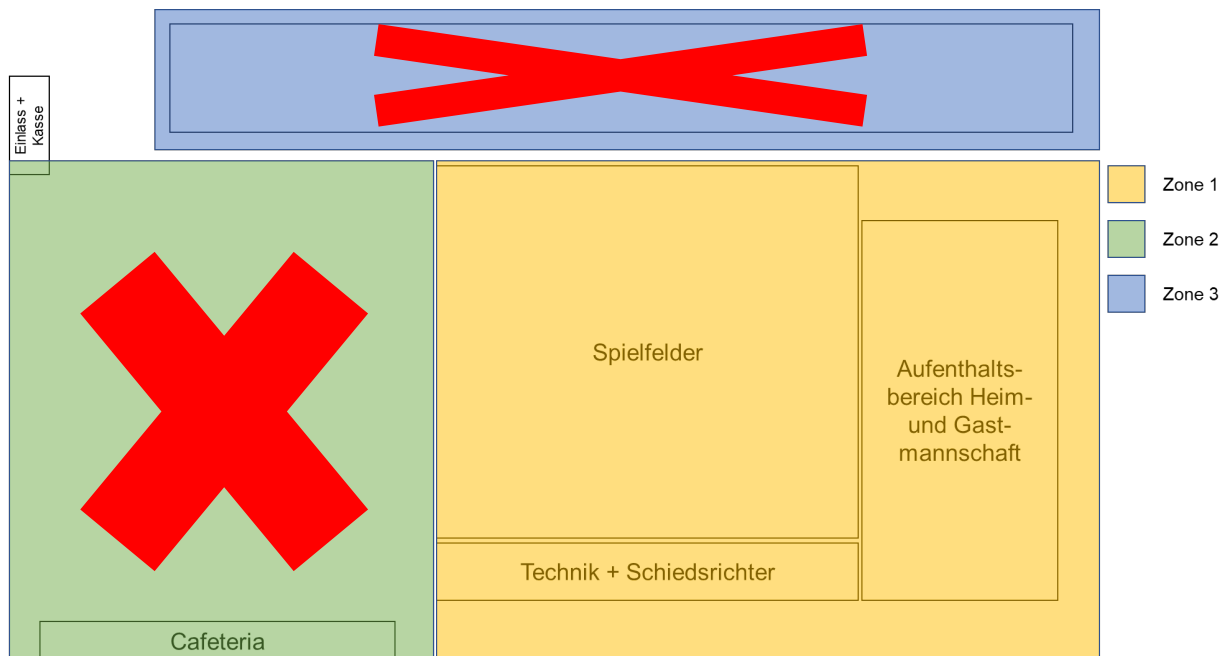 Einlass +
Kasse
Zone 1
Zone 2
Zone 3
Spielfelder
Aufenthalts-
bereich Heim-
und Gast-
mannschaft
Technik + Schiedsrichter
Cafeteria